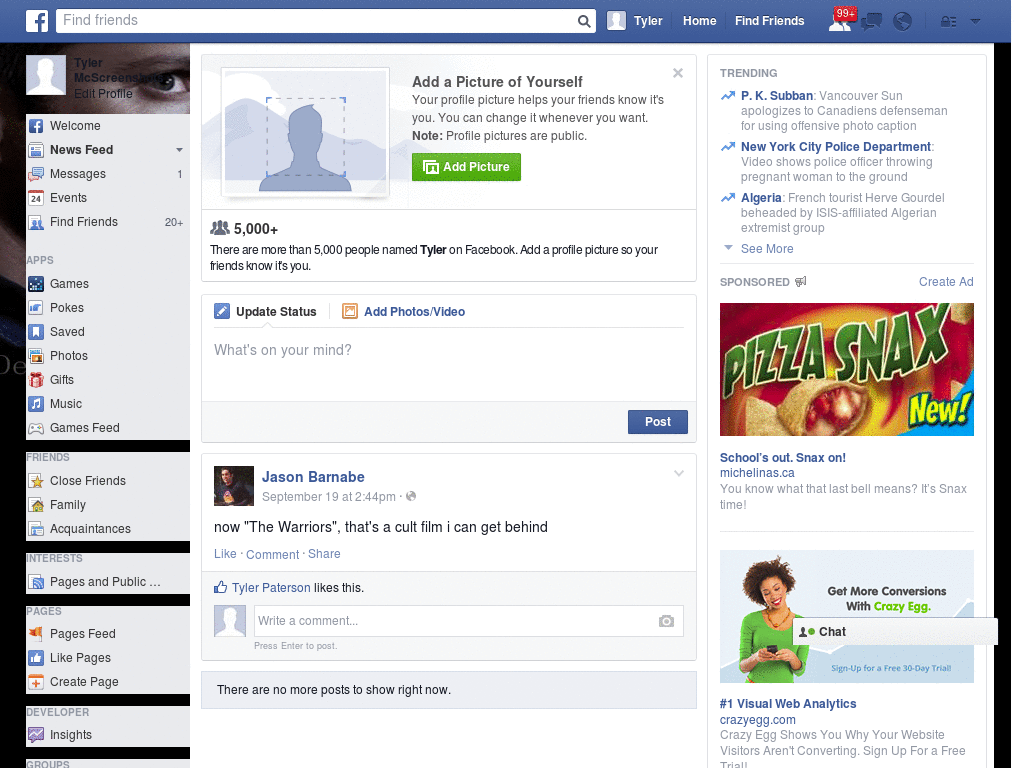 Find friends
Tyler
Home
Find Friends
99+
Tyler
McScreenshots
Edit Profile
Welcome
News Feed
Messages 1
24 Events
Find Friends 20+
APPS
Games
Pokes
Saved
Photos
Gifts
Music
Games Feed
FRIENDS
Close Friends
Family
Acquaintances
INTERESTS
Pages and Public ...
PAGES
Pages Feed
Like Pages
Create Page
DEVELOPER
Insights
GROUPS
De
Add a Picture of Yourself
Your profile picture helps your friends know it's
you. You can change it whenever you want.
Note: Profile pictures are public.
Add Picture
5,000+
There are more than 5,000 people named Tyler on Facebook. Add a profile picture so your
friends know it's you.
Update Status
Add Photos/Video
What's on your mind?
Post
Jason Barnabe
September 19 at 2:44pm ·
now "The Warriors", that's a cult film i can get behind
Like · Comment · Share
Tyler Paterson likes this.
Write a comment...
Press Enter to post.
There are no more posts to show right now.
TRENDING
P. K. Subban: Vancouver Sun
apologizes to Canadiens defenseman
for using offensive photo caption
New York City Police Department:
Video shows police officer throwing
pregnant woman to the ground
Algeria: French tourist Herve Gourdel
beheaded by ISIS-affiliated Algerian
extremist group
See More
SPONSORED
Create Ad
PIZZA SNAX
New!
School's out. Snax on!
michelinas.ca
You know what that last bell means? It's Snax
time!
Get More Conversions
With Crazy Egg.
Chat
Sign-Up for a Free 30-Day Trial!
#1 Visual Web Analytics
crazyegg.com
Crazy Egg Shows You Why Your Website
Visitors Aren't Converting. Sign Up For a Free
Trial!